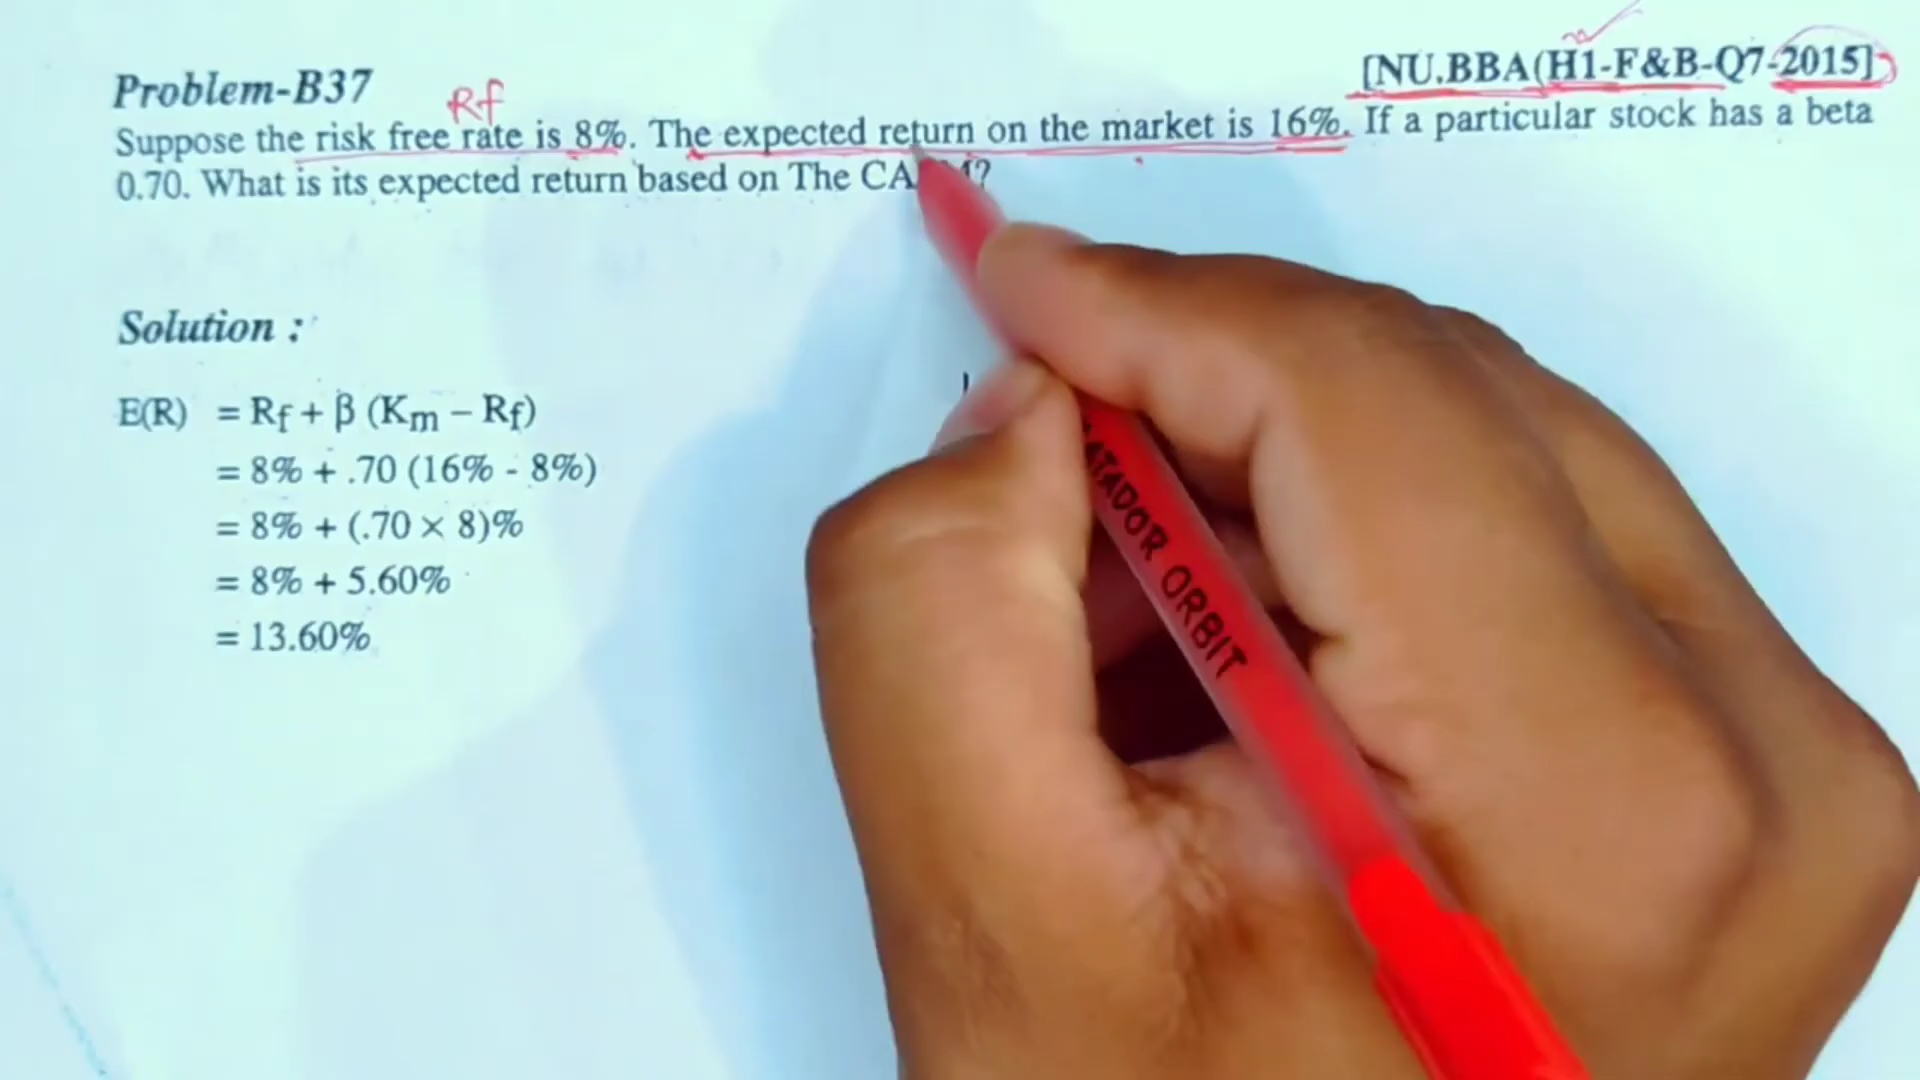 [NU.BBA(H1-F&B-Q7-2015]
Problem-B37
Rf
Suppose the risk free rate is 8%. The expected return on the market is 16%. If a particular stock has a beta
0.70. What is its expected return based on The
Solution :
E(R) = Rf + β (Km – Rf)
= 8% + .70 (16% - 8%)
= 8% + (.70 × 8)%
= 8% + 5.60%
= 13.60%
MATADOR ORBIT